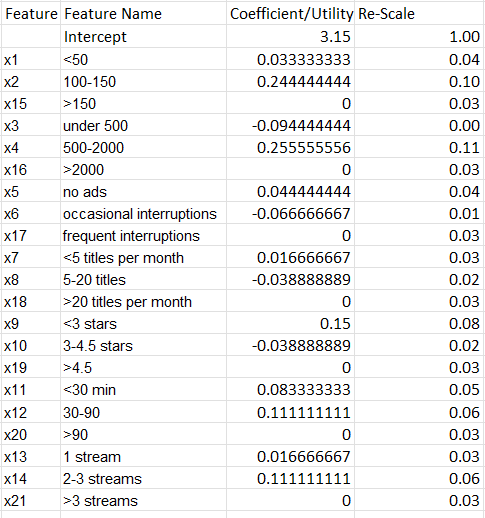 Feature Feature Name Coefficient/Utility Re-Scale
Intercept 3.15 1.00
x1 <50 0.033333333 0.04
x2 100-150 0.244444444 0.10
x15 >150 0 0.03
x3 under 500 -0.094444444 0.00
x4 500-2000 0.255555556 0.11
x16 >2000 0 0.03
x5 no ads 0.044444444 0.04
x6 occasional interruptions -0.066666667 0.01
x17 frequent interruptions 0 0.03
x7 <5 titles per month 0.016666667 0.03
x8 5-20 titles -0.038888889 0.02
x18 >20 titles per month 0 0.03
x9 <3 stars 0.15 0.08
x10 3-4.5 stars -0.038888889 0.02
x19 >4.5 0 0.03
x11 <30 min 0.083333333 0.05
x12 30-90 0.111111111 0.06
x20 >90 0 0.03
x13 1 stream 0.016666667 0.03
x14 2-3 streams 0.111111111 0.06
x21 >3 streams 0 0.03